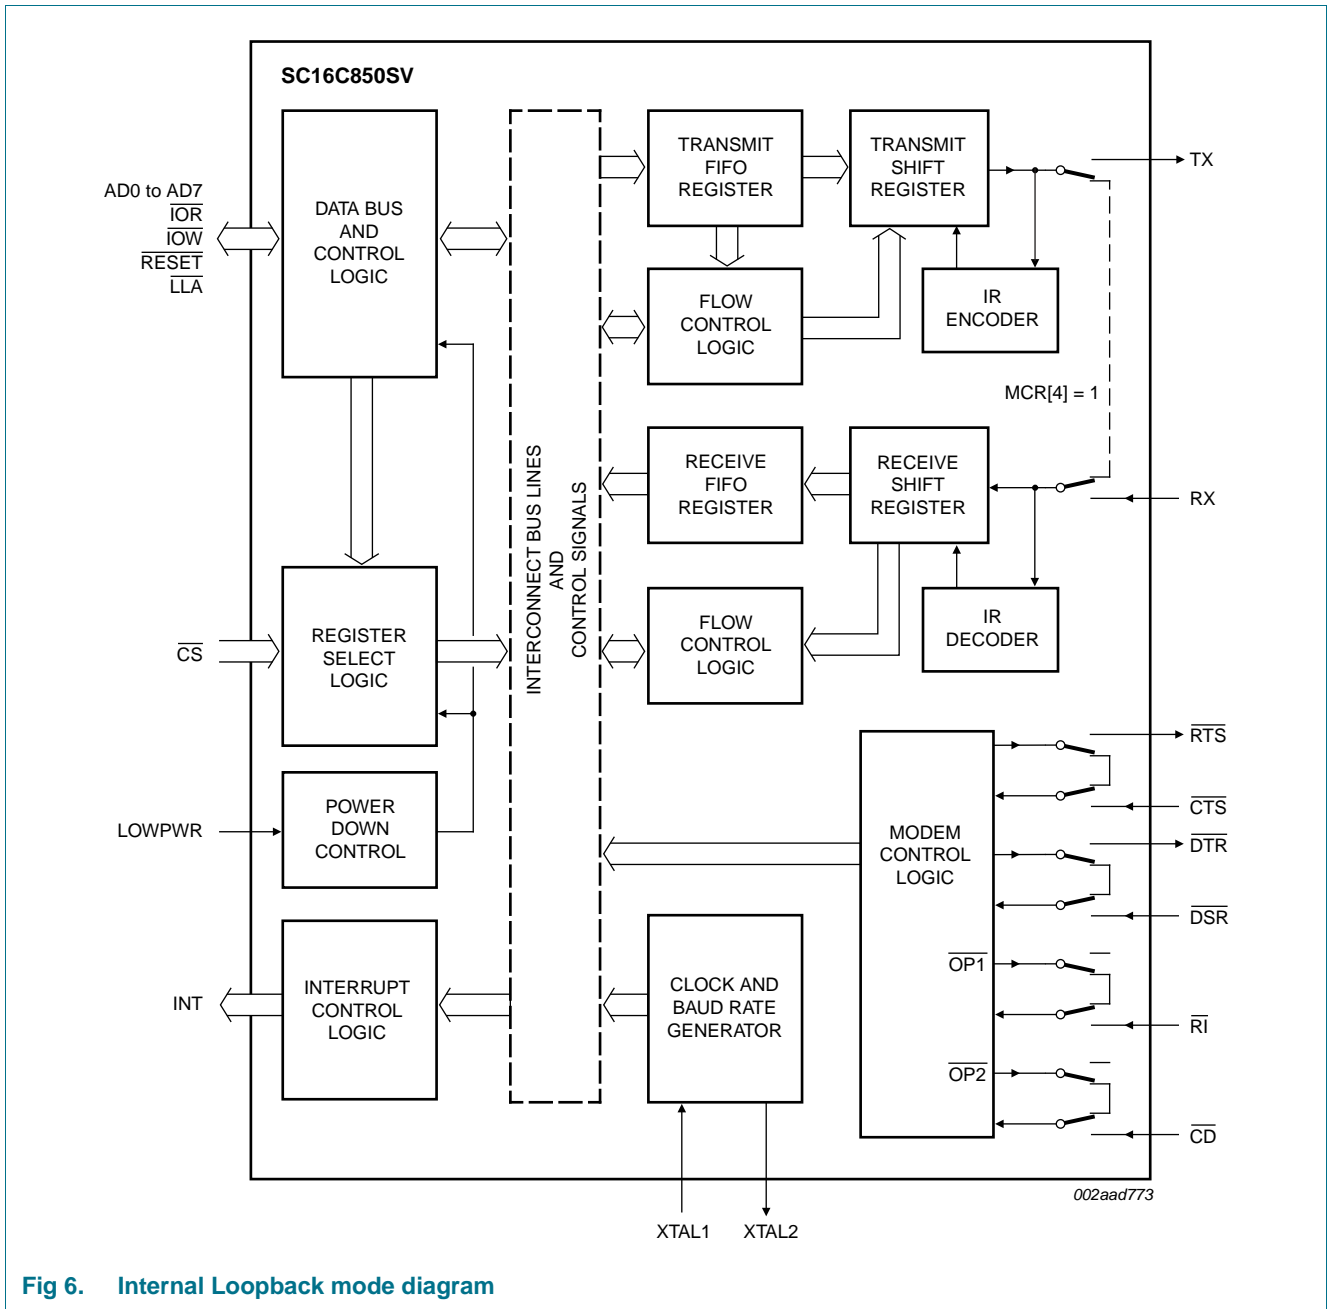 SC16C850SV
AD0 to AD7
IOR
IOW
RESET
LLA
DATA BUS
AND
CONTROL
LOGIC
TRANSMIT
FIFO
REGISTER
TRANSMIT
SHIFT
REGISTER
TX
FLOW
CONTROL
LOGIC
IR
ENCODER
MCR[4] = 1
INTERCONNECT BUS LINES
AND
CONTROL SIGNALS
RECEIVE
FIFO
REGISTER
RECEIVE
SHIFT
REGISTER
RX
CS
REGISTER
SELECT
LOGIC
FLOW
CONTROL
LOGIC
IR
DECODER
LOWPWR
POWER
DOWN
CONTROL
MODEM
CONTROL
LOGIC
RTS
CTS
DTR
DSR
OP1
RI
OP2
CD
INT
INTERRUPT
CONTROL
LOGIC
CLOCK AND
BAUD RATE
GENERATOR
XTAL1
XTAL2
002aad773
Fig 6. Internal Loopback mode diagram